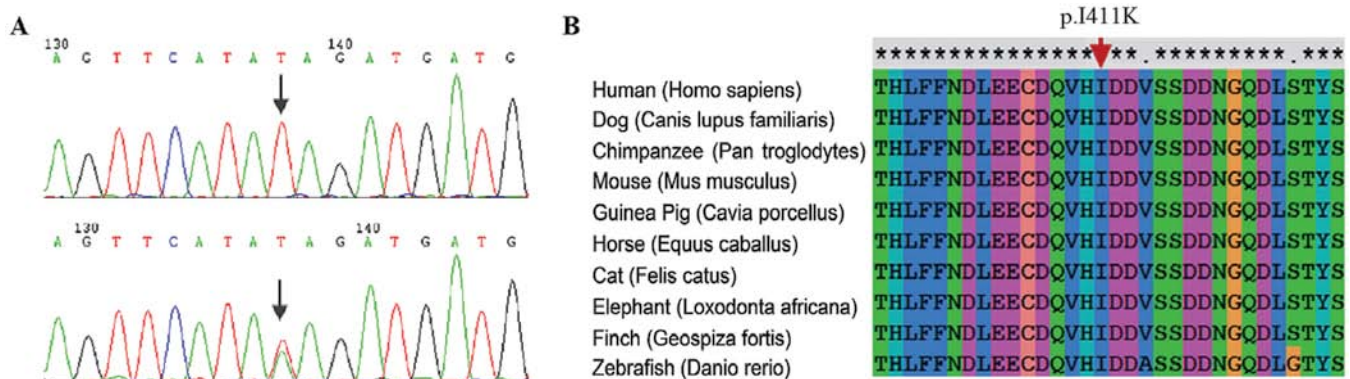 A
130 140
A G T T C A T A T A G A T G A T G
130 140
A G T T C A T A T A G A T G A T G
B
p.I411K
****************** .********* .***
Human (Homo sapiens) THLFFNDLEECDQVHIDDVSSDDNGQDLSTYS
Dog (Canis lupus familiaris) THLFFNDLEECDQVHIDDVSSDDNGQDLSTYS
Chimpanzee (Pan troglodytes) THLFFNDLEECDQVHIDDVSSDDNGQDLSTYS
Mouse (Mus musculus) THLFFNDLEECDQVHIDDVSSDDNGQDLSTYS
Guinea Pig (Cavia porcellus) THLFFNDLEECDQVHIDDVSSDDNGQDLSTYS
Horse (Equus caballus) THLFFNDLEECDQVHIDDVSSDDNGQDLSTYS
Cat (Felis catus) THLFFNDLEECDQVHIDDVSSDDNGQDLSTYS
Elephant (Loxodonta africana) THLFFNDLEECDQVHIDDVSSDDNGQDLSTYS
Finch (Geospiza fortis) THLFFNDLEECDQVHIDDVSSDDNGQDLSTYS
Zebrafish (Danio rerio) THLFFNDLEECDQVHIDDASSDDNGQDLGTYS